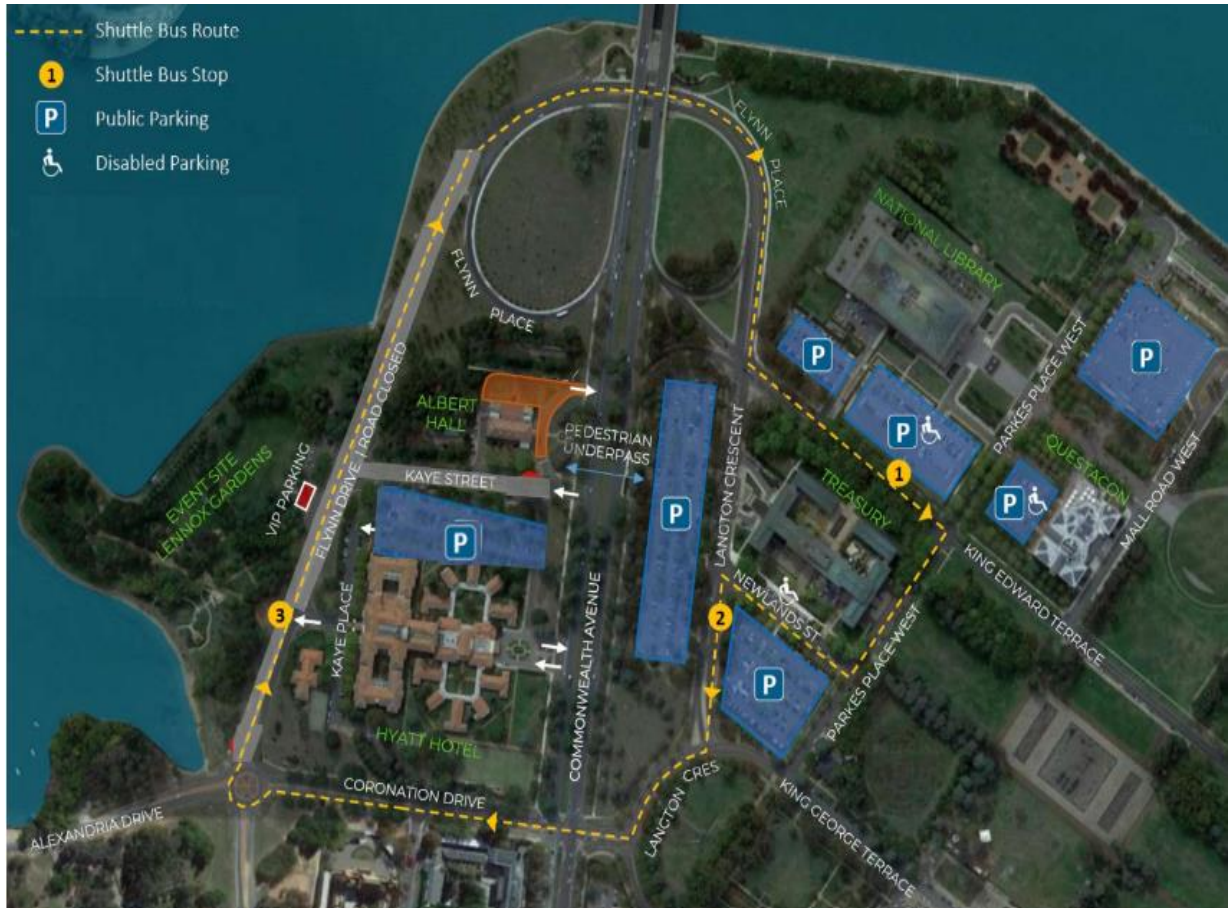 Shuttle Bus Route
1
Shuttle Bus Stop
P
Public Parking
Disabled Parking
FLYNN
PLACE
NATIONAL LIBRARY
FLYNN
PLACE
PARKES PLACE WEST
P
P
P
ALBERT
HALL
FLYNN DRIVE | ROAD CLOSED
PEDESTRIAN
UNDERPASS
LANGTON CRESCENT
QUESTACON
MALL ROAD WEST
1
P
KAYE STREET
EVENT SITE
LENNOX GARDENS
VIP PARKING
P
P
TREASURY
KING EDWARD TERRACE
NEWLANDS ST
3
KAYE PLACE
2
P
PARKES PLACE WEST
COMMONWEALTH AVENUE
HYATT HOTEL
CORONATION DRIVE
LANGTON CRES
ALEXANDRIA DRIVE
KING GEORGE TERRACE